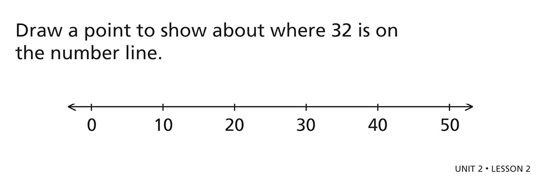 Draw a point to show about where 32 is on
the number line.
0 10 20 30 40 50
UNIT 2 • LESSON 2